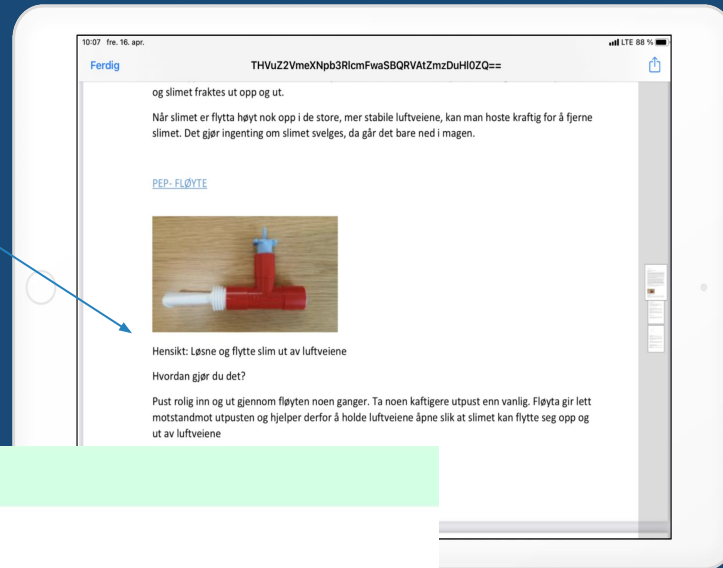 10:07 fre. 16. apr.
LTE 88 %
Ferdig
THVuZ2VmeXNpb3RlcmFwaSBQRVAtZmzDuHl0ZQ==
og slimet fraktes ut opp og ut.
Når slimet er flytta høyt nok opp i de store, mer stabile luftveiene, kan man hoste kraftig for å fjerne
slimet. Det gjør ingenting om slimet svelges, da går det bare ned i magen.
PEP- FLØYTE
Hensikt: Løsne og flytte slim ut av luftveiene
Hvordan gjør du det?
Pust rolig inn og ut gjennom fløyten noen ganger. Ta noen kaftigere utpust enn vanlig. Fløyta gir lett
motstandmot utpusten og hjelper derfor å holde luftveiene åpne slik at slimet kan flytte seg opp og
ut av luftveiene